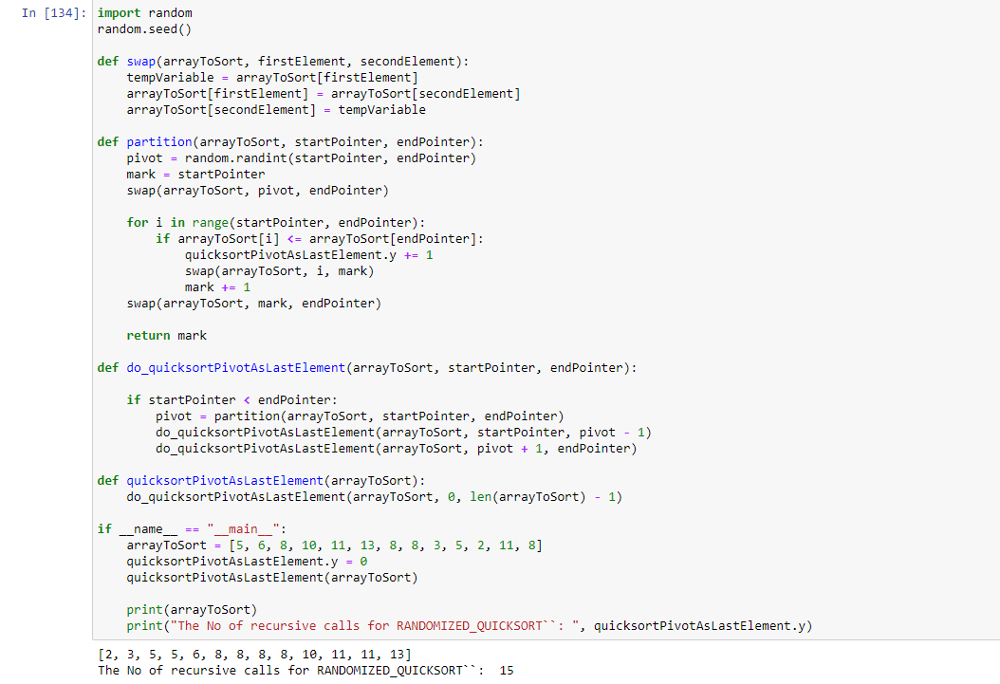 In [134]: import random
random.seed()
def swap(arrayToSort, firstElement, secondElement):
    tempVariable = arrayToSort[firstElement]
    arrayToSort[firstElement] = arrayToSort[secondElement]
    arrayToSort[secondElement] = tempVariable
def partition(arrayToSort, startPointer, endPointer):
    pivot = random.randint(startPointer, endPointer)
    mark = startPointer
    swap(arrayToSort, pivot, endPointer)
    for i in range(startPointer, endPointer):
        if arrayToSort[i] <= arrayToSort[endPointer]:
            quicksortPivotAsLastElement.y += 1
            swap(arrayToSort, i, mark)
            mark += 1
    swap(arrayToSort, mark, endPointer)
    return mark
def do_quicksortPivotAsLastElement(arrayToSort, startPointer, endPointer):
    if startPointer < endPointer:
        pivot = partition(arrayToSort, startPointer, endPointer)
        do_quicksortPivotAsLastElement(arrayToSort, startPointer, pivot - 1)
        do_quicksortPivotAsLastElement(arrayToSort, pivot + 1, endPointer)
def quicksortPivotAsLastElement(arrayToSort):
    do_quicksortPivotAsLastElement(arrayToSort, 0, len(arrayToSort) - 1)
if __name__ == "__main__":
    arrayToSort = [5, 6, 8, 10, 11, 13, 8, 8, 3, 5, 2, 11, 8]
    quicksortPivotAsLastElement.y = 0
    quicksortPivotAsLastElement(arrayToSort)
    print(arrayToSort)
    print("The No of recursive calls for RANDOMIZED_QUICKSORT``: ", quicksortPivotAsLastElement.y)
[2, 3, 5, 5, 6, 8, 8, 8, 8, 10, 11, 11, 13]
The No of recursive calls for RANDOMIZED_QUICKSORT``:  15